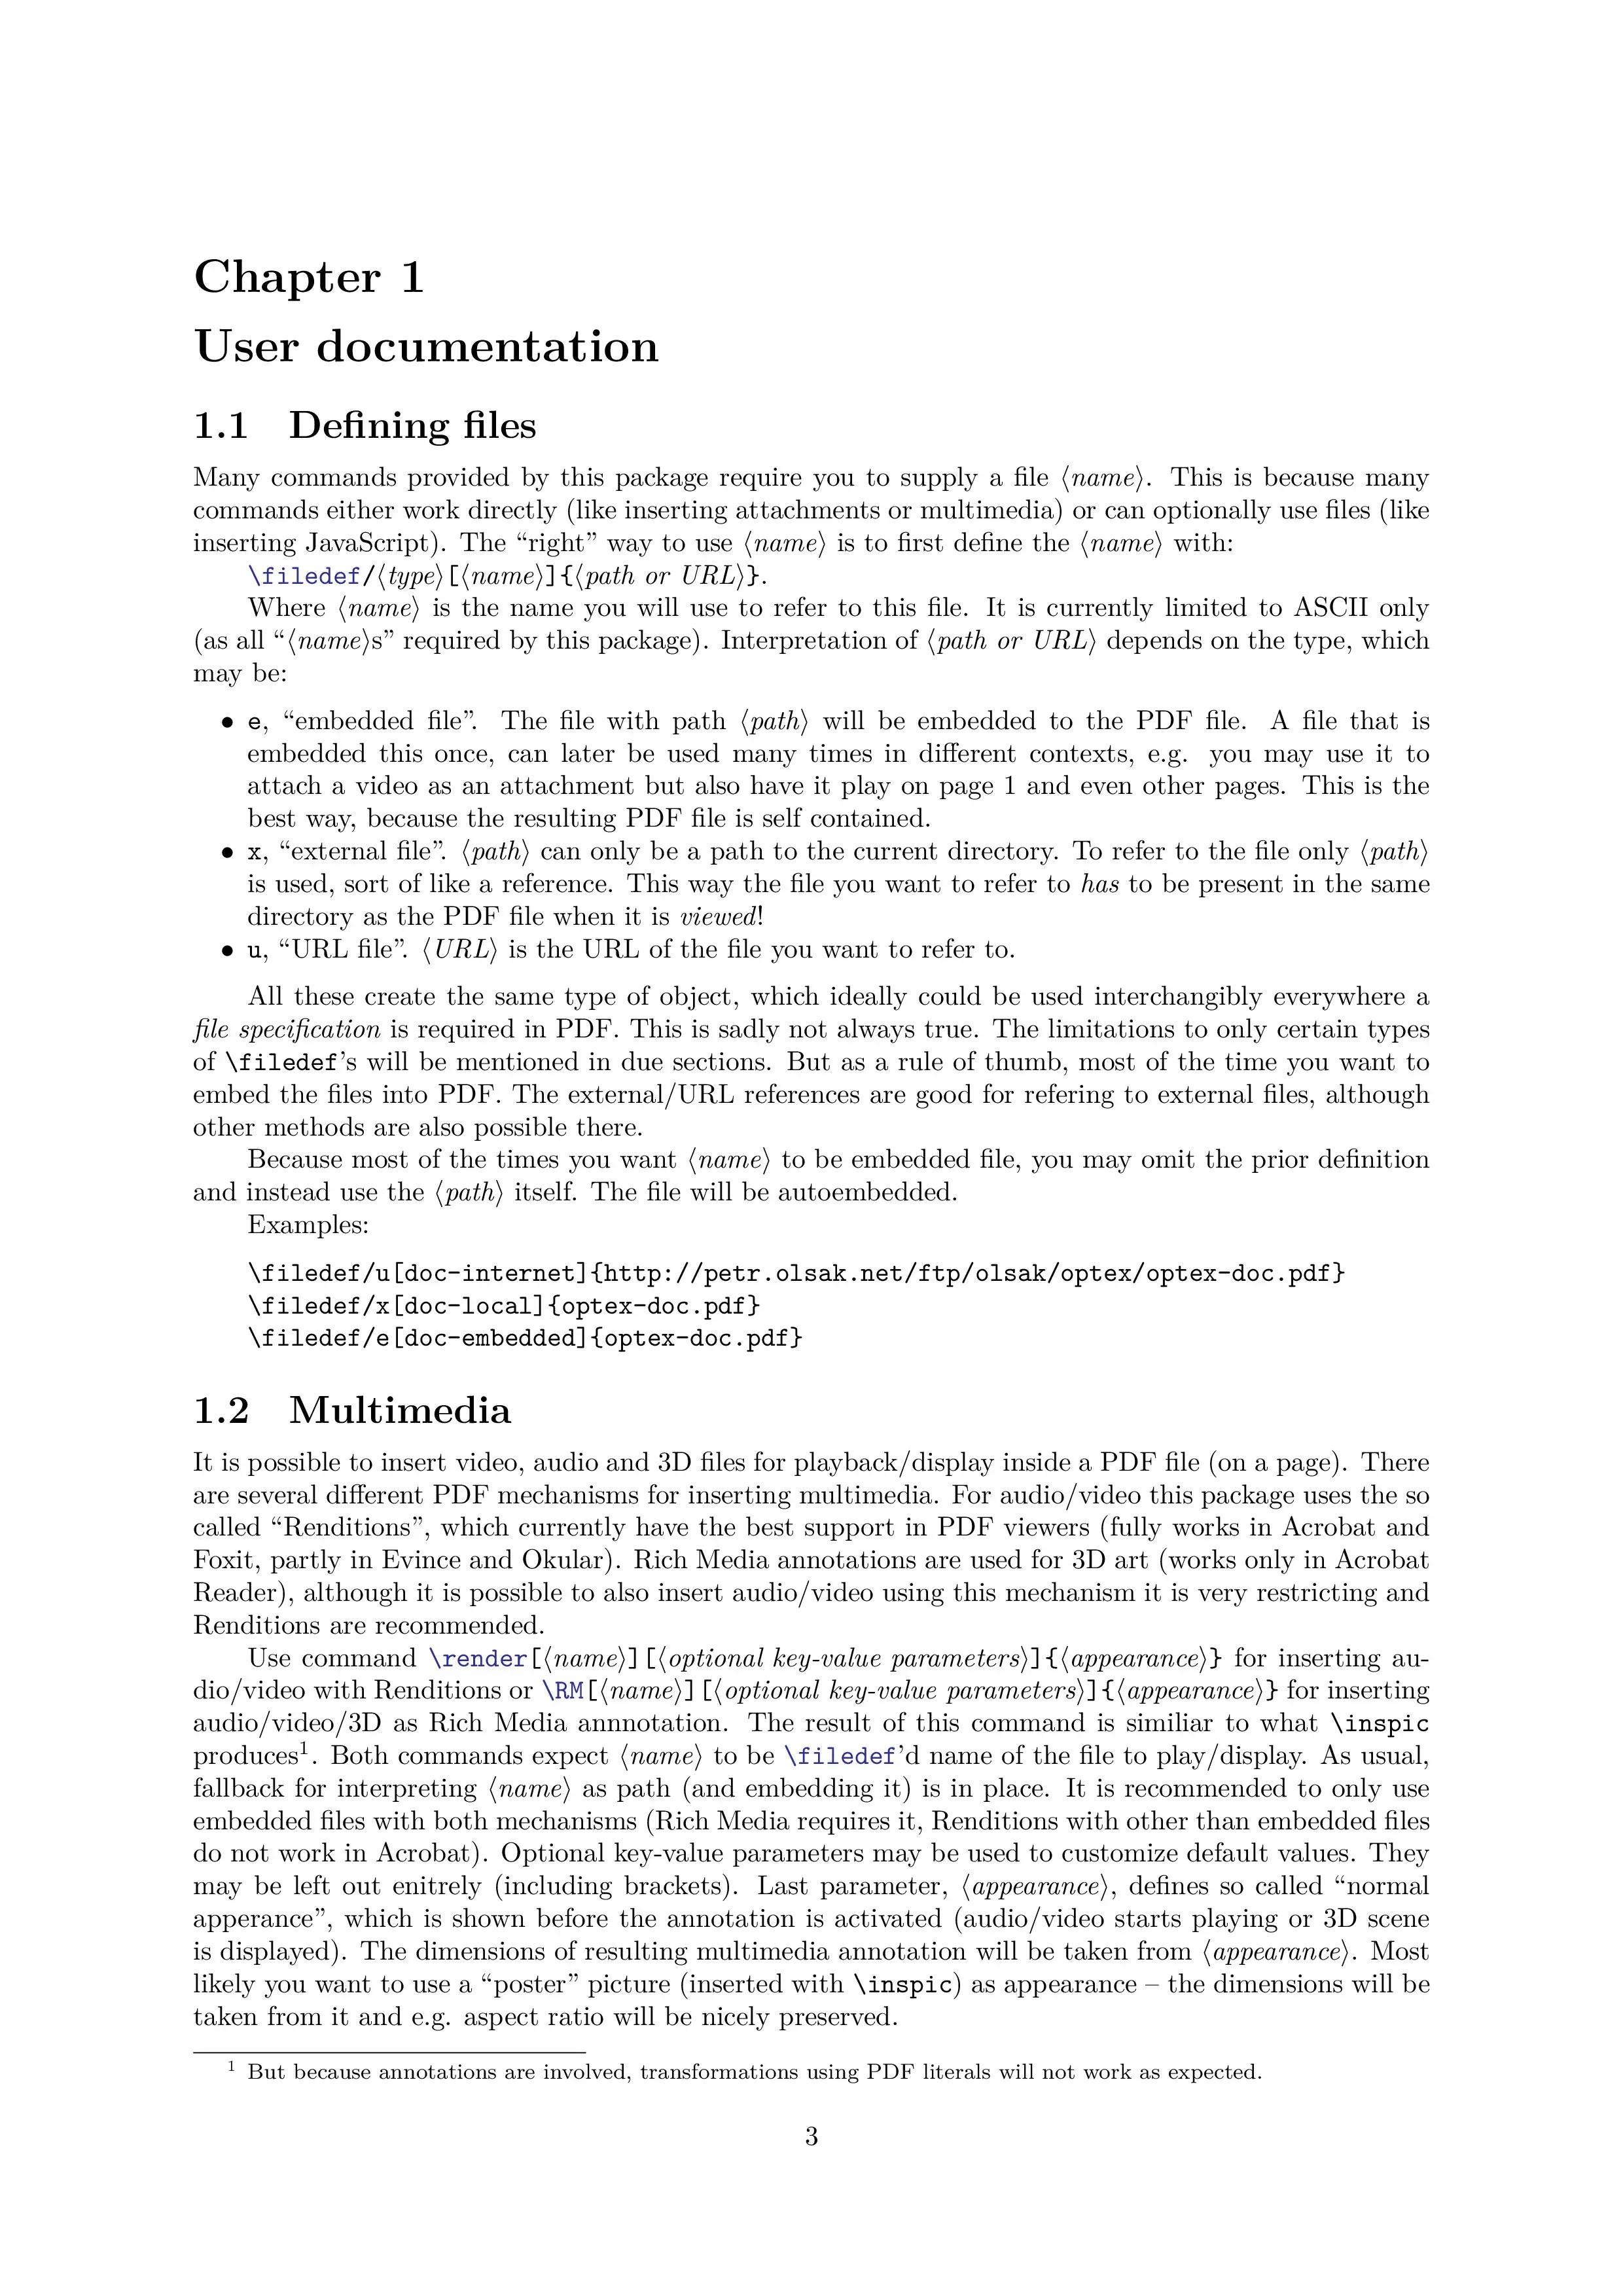 Chapter 1
User documentation
1.1 Defining files
Many commands provided by this package require you to supply a file ⟨name⟩. This is because many
commands either work directly (like inserting attachments or multimedia) or can optionally use files (like
inserting JavaScript). The “right” way to use ⟨name⟩ is to first define the ⟨name⟩ with:
\filedef/⟨type⟩[⟨name⟩]{⟨path or URL⟩}.
Where ⟨name⟩ is the name you will use to refer to this file. It is currently limited to ASCII only
(as all “⟨name⟩s” required by this package). Interpretation of ⟨path or URL⟩ depends on the type, which
may be:
• e, “embedded file”. The file with path ⟨path⟩ will be embedded to the PDF file. A file that is
embedded this once, can later be used many times in different contexts, e.g. you may use it to
attach a video as an attachment but also have it play on page 1 and even other pages. This is the
best way, because the resulting PDF file is self contained.
• x, “external file”. ⟨path⟩ can only be a path to the current directory. To refer to the file only ⟨path⟩
is used, sort of like a reference. This way the file you want to refer to has to be present in the same
directory as the PDF file when it is viewed!
• u, “URL file”. ⟨URL⟩ is the URL of the file you want to refer to.
All these create the same type of object, which ideally could be used interchangibly everywhere a
file specification is required in PDF. This is sadly not always true. The limitations to only certain types
of \filedef’s will be mentioned in due sections. But as a rule of thumb, most of the time you want to
embed the files into PDF. The external/URL references are good for refering to external files, although
other methods are also possible there.
Because most of the times you want ⟨name⟩ to be embedded file, you may omit the prior definition
and instead use the ⟨path⟩ itself. The file will be autoembedded.
Examples:
\filedef/u[doc-internet]{http://petr.olsak.net/ftp/olsak/optex/optex-doc.pdf}
\filedef/x[doc-local]{optex-doc.pdf}
\filedef/e[doc-embedded]{optex-doc.pdf}
1.2 Multimedia
It is possible to insert video, audio and 3D files for playback/display inside a PDF file (on a page). There
are several different PDF mechanisms for inserting multimedia. For audio/video this package uses the so
called “Renditions”, which currently have the best support in PDF viewers (fully works in Acrobat and
Foxit, partly in Evince and Okular). Rich Media annotations are used for 3D art (works only in Acrobat
Reader), although it is possible to also insert audio/video using this mechanism it is very restricting and
Renditions are recommended.
Use command \render[⟨name⟩][⟨optional key-value parameters⟩]{⟨appearance⟩} for inserting au-
dio/video with Renditions or \RM[⟨name⟩][⟨optional key-value parameters⟩]{⟨appearance⟩} for inserting
audio/video/3D as Rich Media annnotation. The result of this command is similiar to what \inspic
produces¹. Both commands expect ⟨name⟩ to be \filedef’d name of the file to play/display. As usual,
fallback for interpreting ⟨name⟩ as path (and embedding it) is in place. It is recommended to only use
embedded files with both mechanisms (Rich Media requires it, Renditions with other than embedded files
do not work in Acrobat). Optional key-value parameters may be used to customize default values. They
may be left out enitrely (including brackets). Last parameter, ⟨appearance⟩, defines so called “normal
apperance”, which is shown before the annotation is activated (audio/video starts playing or 3D scene
is displayed). The dimensions of resulting multimedia annotation will be taken from ⟨appearance⟩. Most
likely you want to use a “poster” picture (inserted with \inspic) as appearance – the dimensions will be
taken from it and e.g. aspect ratio will be nicely preserved.
¹ But because annotations are involved, transformations using PDF literals will not work as expected.
3